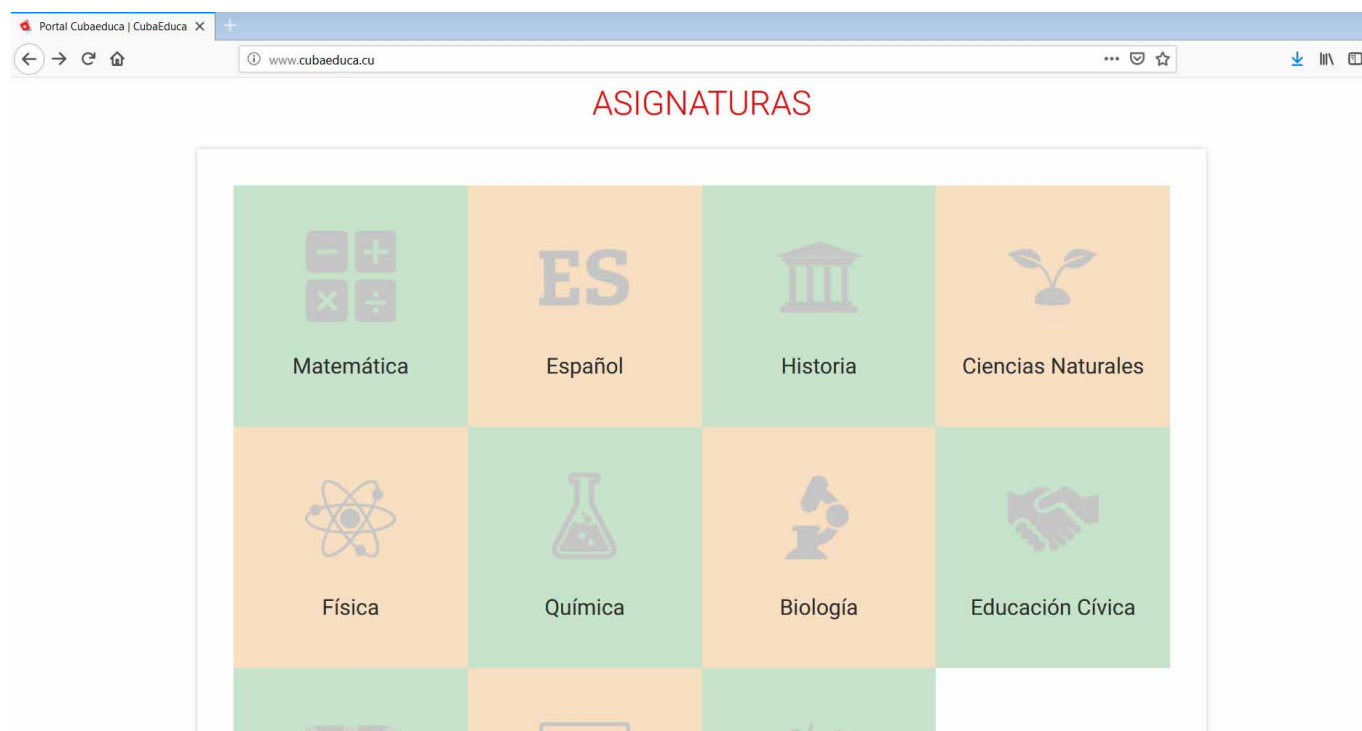 Portal Cubaeduca | CubaEduca
www.cubaeduca.cu
ASIGNATURAS
ES
Matemática Español Historia Ciencias Naturales
Física Química Biología Educación Cívica